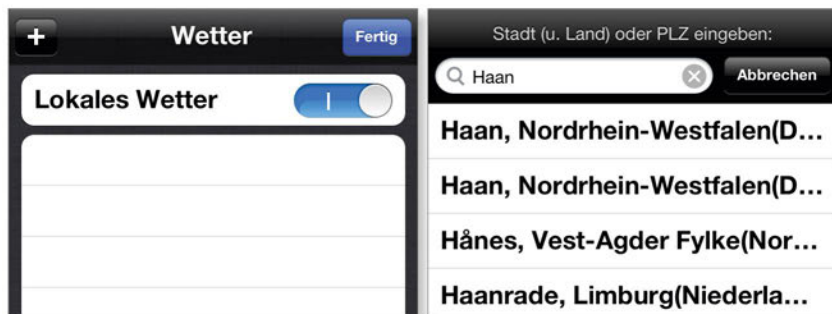 + Wetter Fertig
Lokales Wetter
Stadt (u. Land) oder PLZ eingeben:
Haan Abbrechen
Haan, Nordrhein-Westfalen(D...
Haan, Nordrhein-Westfalen(D...
Hånes, Vest-Agder Fylke(Nor...
Haanrade, Limburg(Niederla...